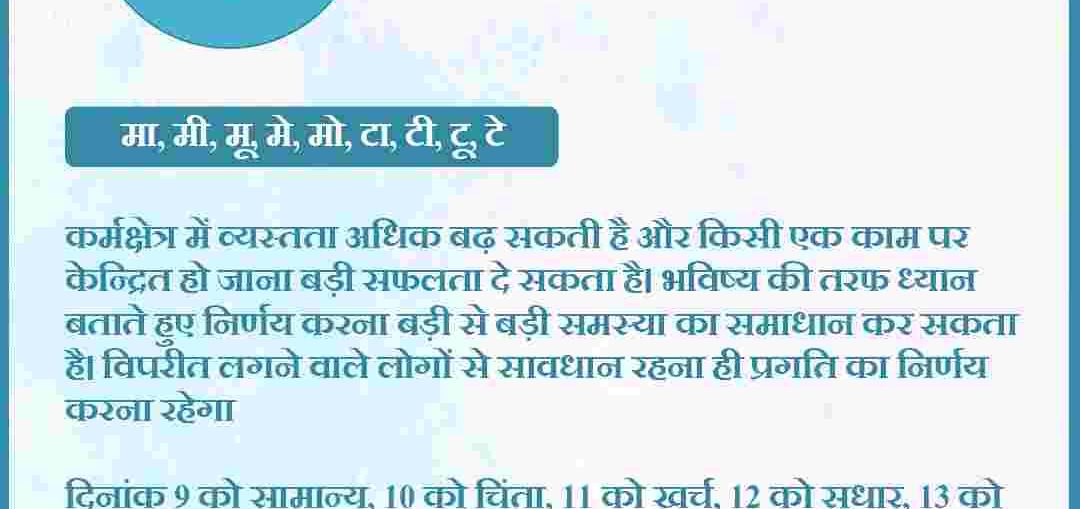 मा, मी, मू, मे, मो, टा, टी, टू, टे
कर्मक्षेत्र में व्यस्तता अधिक बढ़ सकती है और किसी एक काम पर
केन्द्रित हो जाना बड़ी सफलता दे सकता है। भविष्य की तरफ ध्यान
बताते हुए निर्णय करना बड़ी से बड़ी समस्या का समाधान कर सकता
है। विपरीत लगने वाले लोगों से सावधान रहना ही प्रगति का निर्णय
करना रहेगा
दिनांक 9 को सामान्य, 10 को चिंता, 11 को खर्च, 12 को सुधार, 13 को